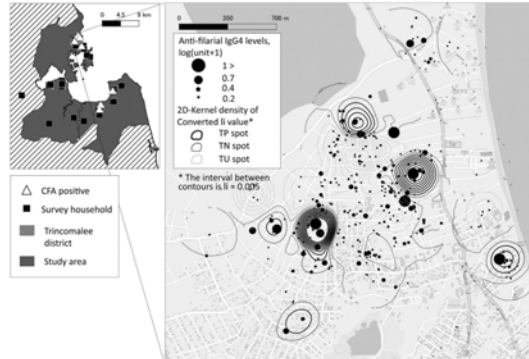 0 4.5 9 km
CFA positive
Survey household
Trincomalee
district
Study area
0 350 700 m
Anti-filarial IgG4 levels,
log(unit+1)
1 >
0.7
0.4
0.2
2D-Kernel density of
Converted li value*
TP spot
TN spot
TU spot
* The interval between
contours is li = 0.005